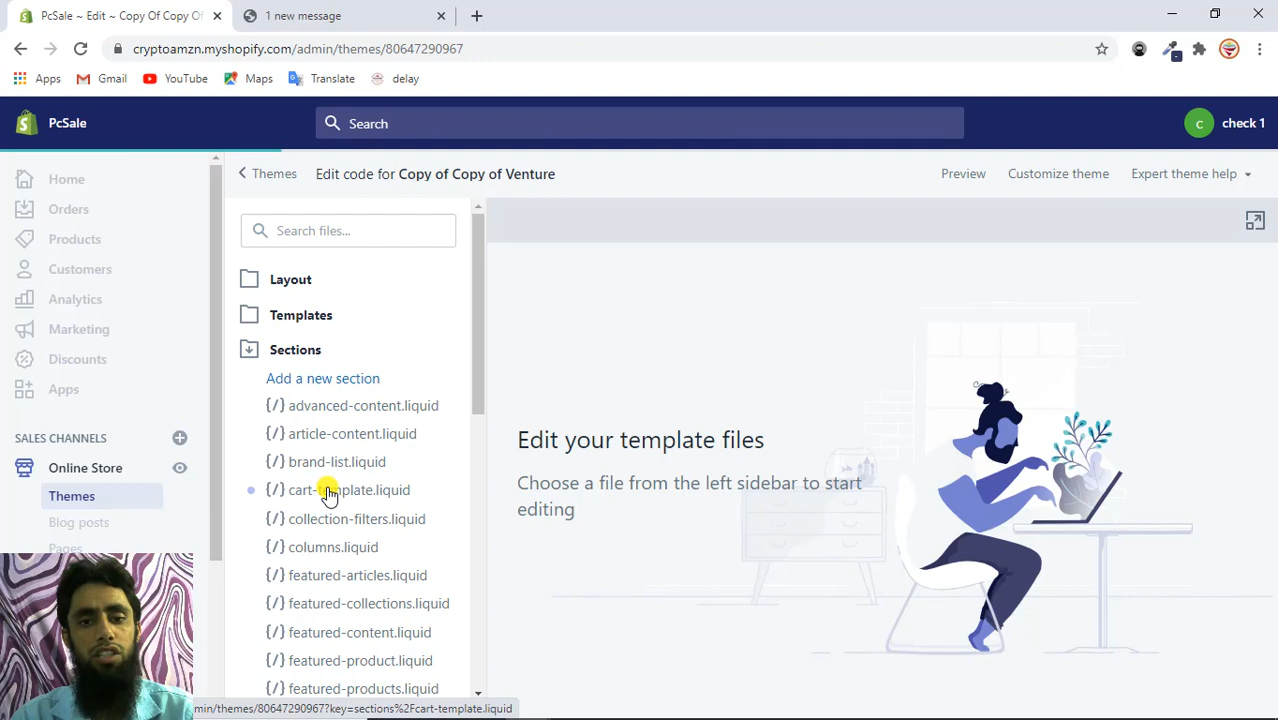 PcSale ~ Edit ~ Copy Of Copy Of
1 new message
cryptoamzn.myshopify.com/admin/themes/80647290967
Apps
Gmail
YouTube
Maps
Translate
delay
PcSale
Search
c
check 1
Home
Orders
Products
Customers
Analytics
Marketing
Discounts
Apps
SALES CHANNELS
Online Store
Themes
Blog posts
Pages
Themes
Edit code for Copy of Copy of Venture
Preview
Customize theme
Expert theme help
Search files...
Layout
Templates
Sections
Add a new section
{/} advanced-content.liquid
{/} article-content.liquid
{/} brand-list.liquid
{/} cart-template.liquid
{/} collection-filters.liquid
{/} columns.liquid
{/} featured-articles.liquid
{/} featured-collections.liquid
{/} featured-content.liquid
{/} featured-product.liquid
{/} featured-products.liquid
Edit your template files
Choose a file from the left sidebar to start
editing
min/themes/80647290967?key=sections%2Fcart-template.liquid